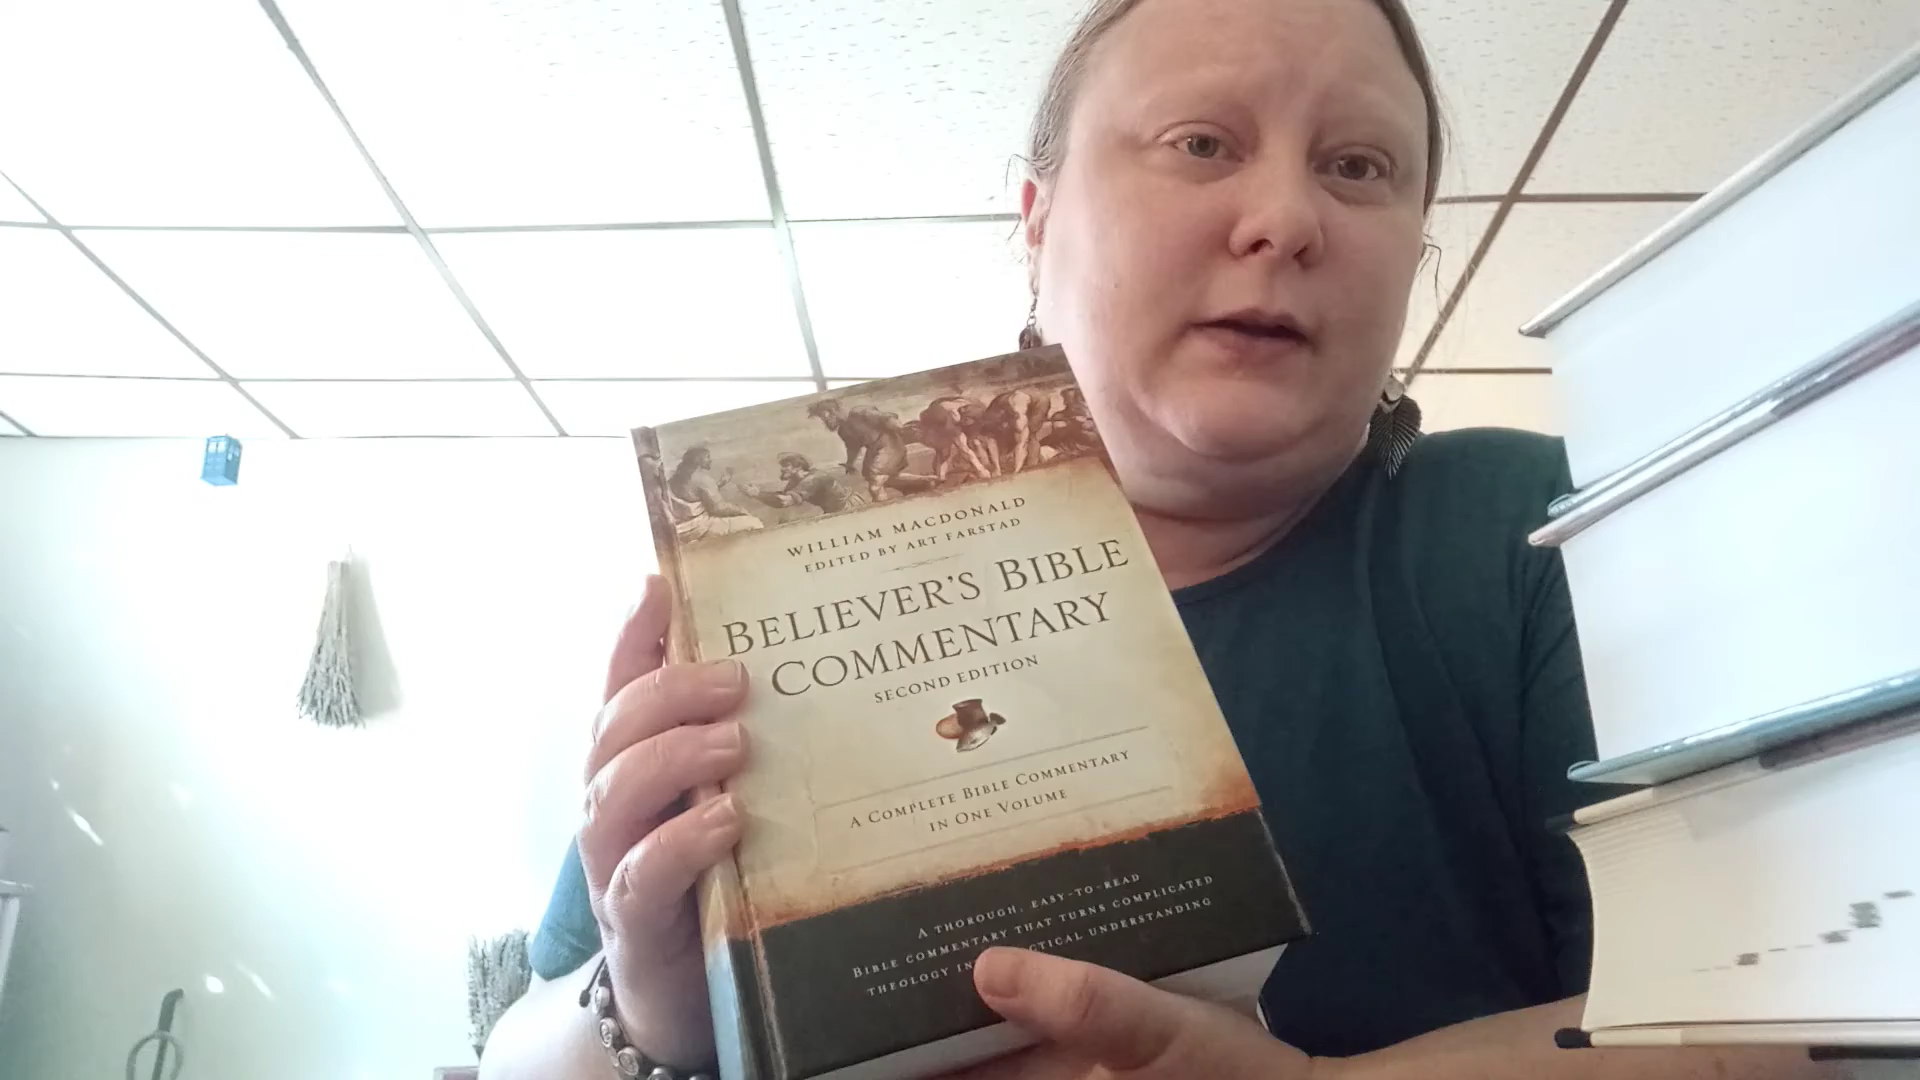 WILLIAM MACDONALD
EDITED BY ART FARSTAD
BELIEVER'S BIBLE
COMMENTARY
SECOND EDITION
A COMPLETE BIBLE COMMENTARY
IN ONE VOLUME
A THOROUGH, EASY-TO-READ
BIBLE COMMENTARY THAT TURNS COMPLICATED
THEOLOGY UNDERSTANDING